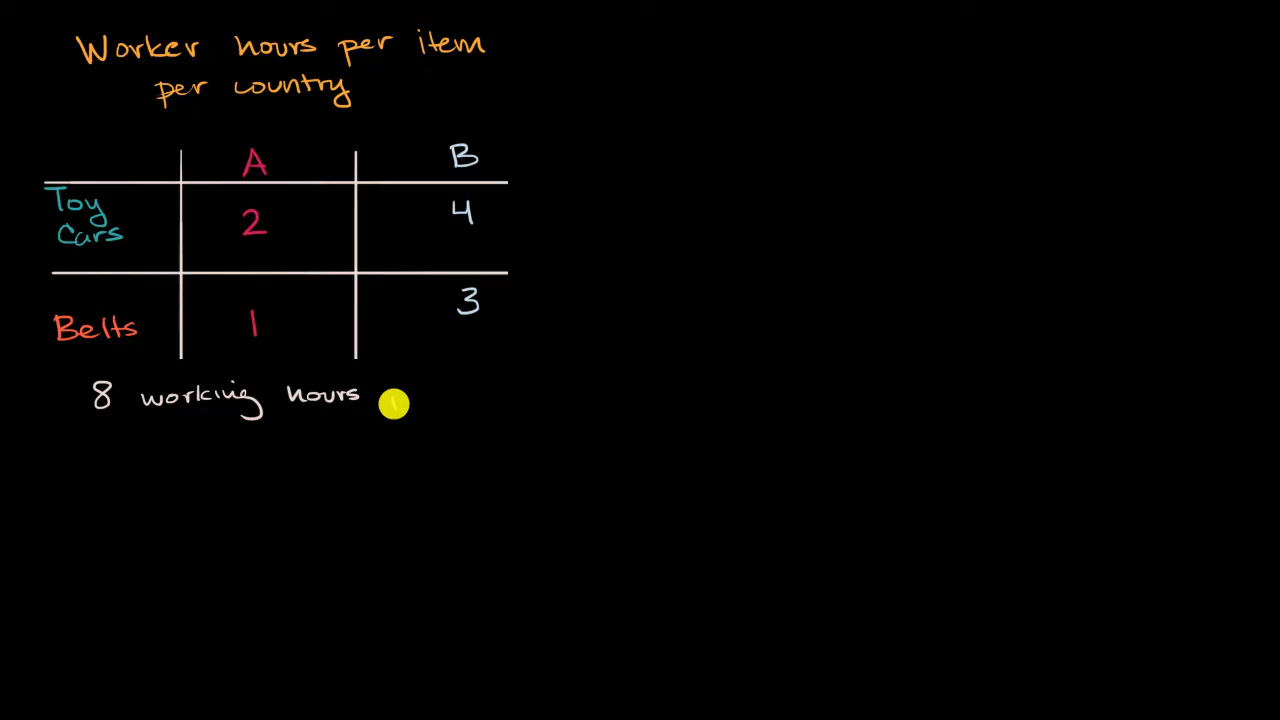 Worker hours per item
per country
A B
Toy
Cars 2 4
Belts 1 3
8 working hours